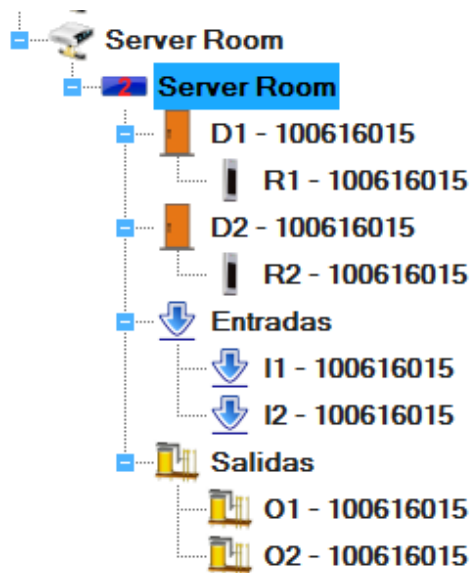 Server Room
2 Server Room
D1 - 100616015
R1 - 100616015
D2 - 100616015
R2 - 100616015
Entradas
I1 - 100616015
I2 - 100616015
Salidas
O1 - 100616015
O2 - 100616015